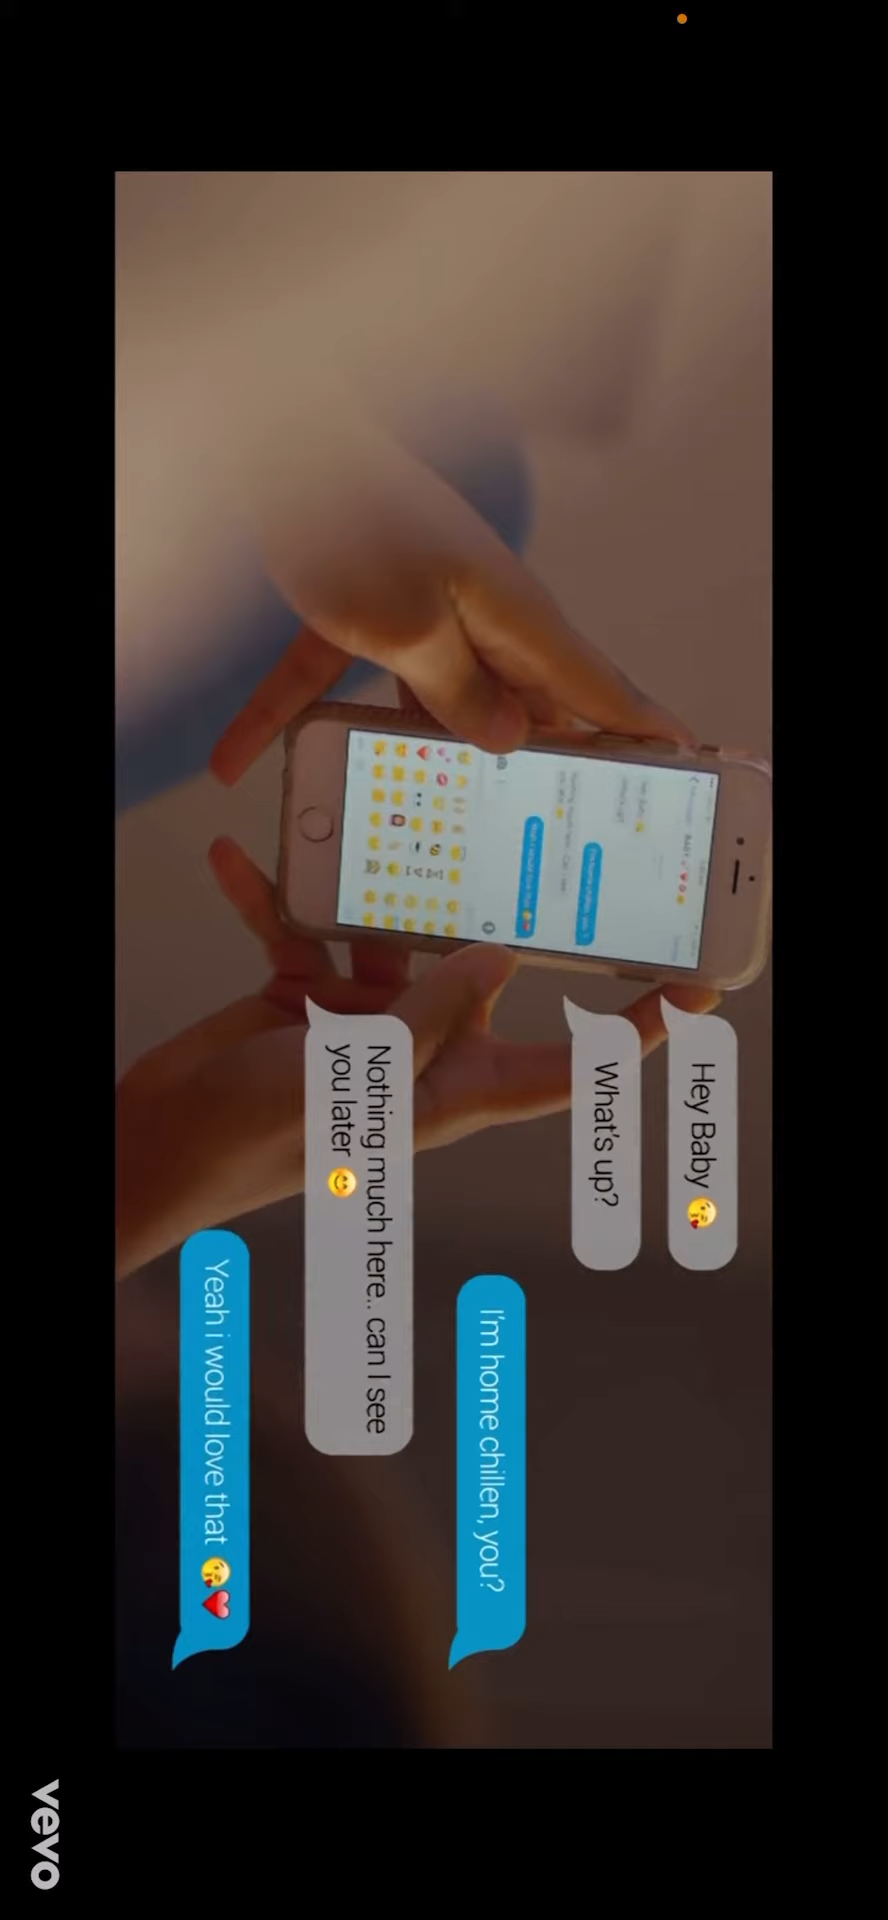 Hey Baby 😘
What's up?
I'm home chillen, you?
Nothing much here.. can I see
you later 😊
Yeah i would love that 😘❤️
vevo